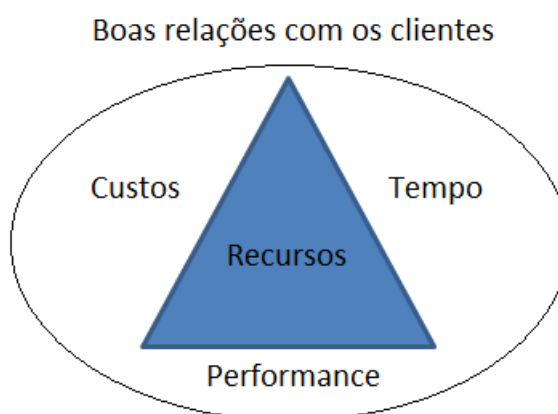 Boas relações com os clientes
Custos
Tempo
Recursos
Performance